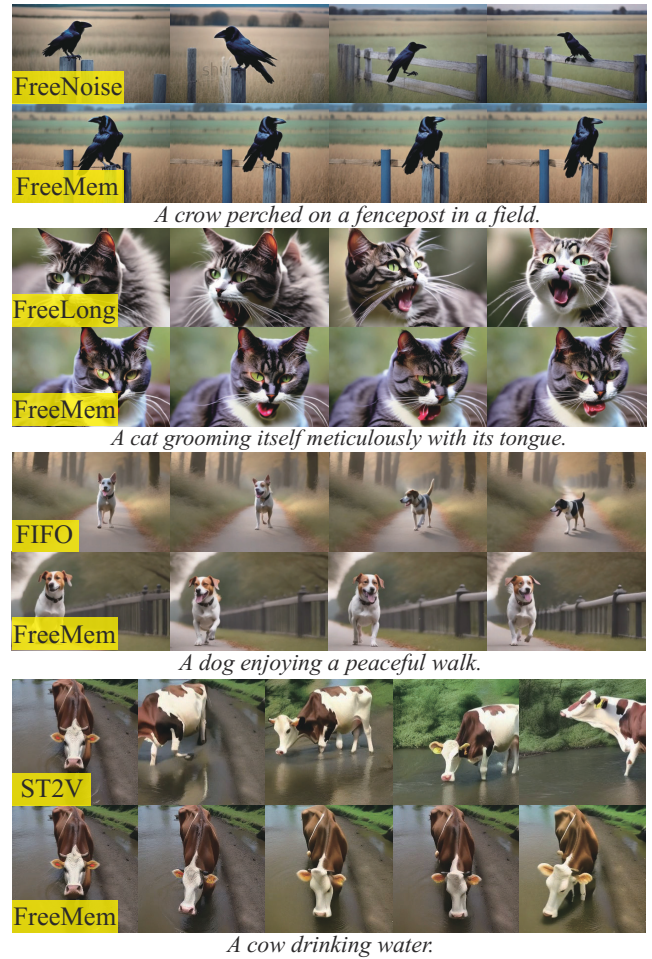 FreeNoise
FreeMem
A crow perched on a fencepost in a field.
FreeLong
FreeMem
A cat grooming itself meticulously with its tongue.
FIFO
FreeMem
A dog enjoying a peaceful walk.
ST2V
FreeMem
A cow drinking water.